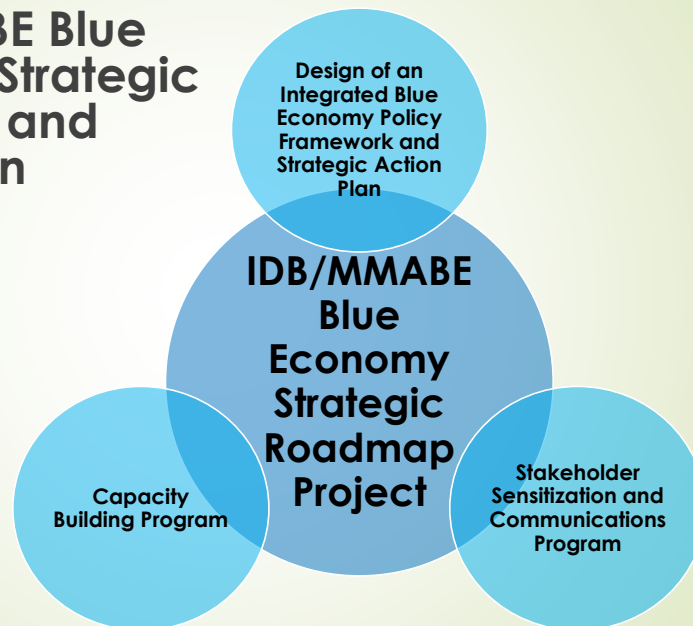 BE Blue
Strategic
and
n
Design of an
Integrated Blue
Economy Policy
Framework and
Strategic Action
Plan
IDB/MMABE
Blue
Economy
Strategic
Roadmap
Project
Capacity
Building Program
Stakeholder
Sensitization and
Communications
Program